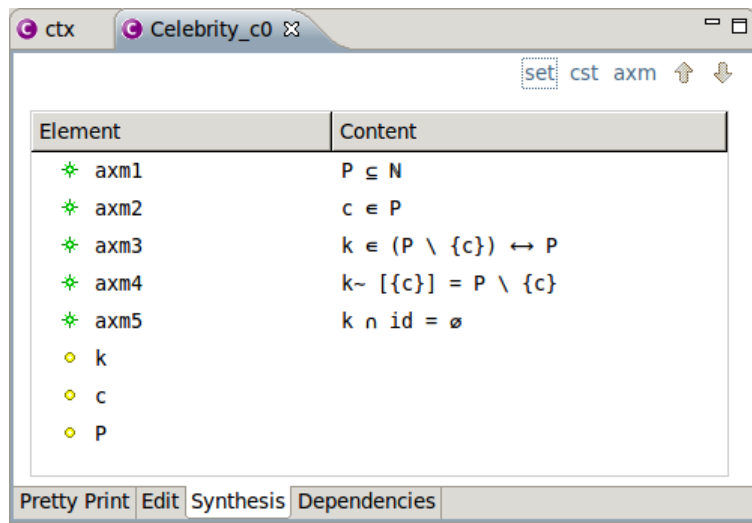 ctx Celebrity_c0
set cst axm
Element Content
axm1 P ⊆ ℕ
axm2 c ∈ P
axm3 k ∈ (P \ {c}) ↔ P
axm4 k~ [{c}] = P \ {c}
axm5 k ∩ id = ∅
k
c
P
Pretty Print Edit Synthesis Dependencies